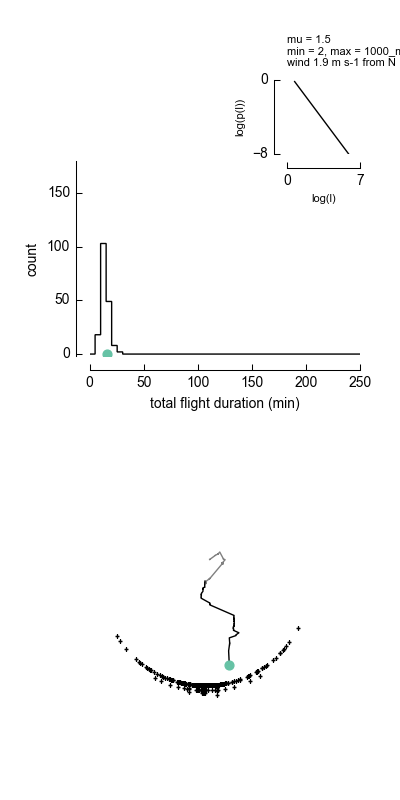 mu = 1.5
min = 2, max = 1000_m
wind 1.9 m s-1 from N
0
log(p(l))
−8
0 7
log(l)
150
100
count
50
0
0 50 100 150 200 250
total flight duration (min)